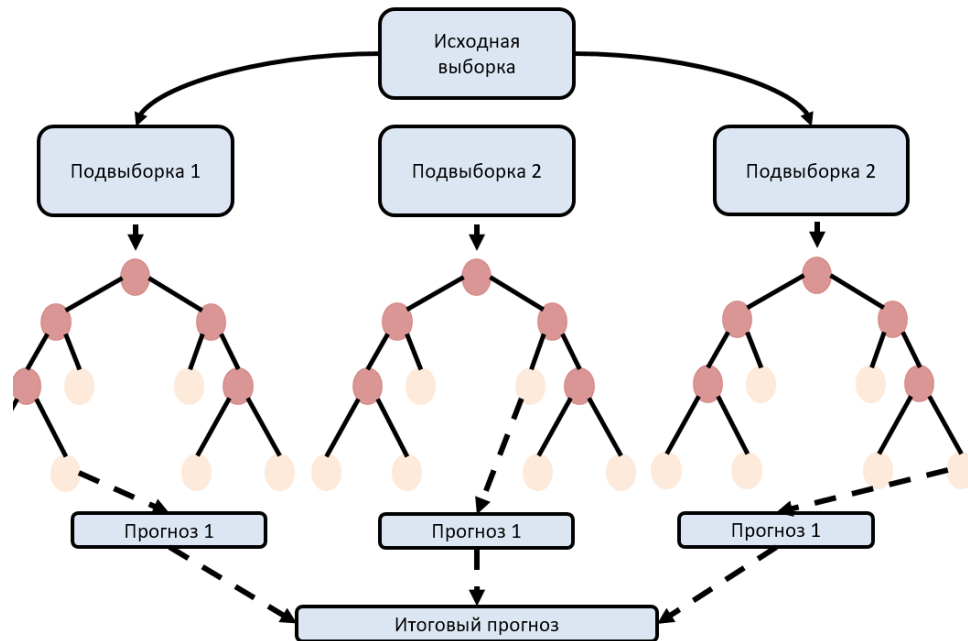 Исходная
выборка
Подвыборка 1
Подвыборка 2
Подвыборка 2
Прогноз 1
Прогноз 1
Прогноз 1
Итоговый прогноз